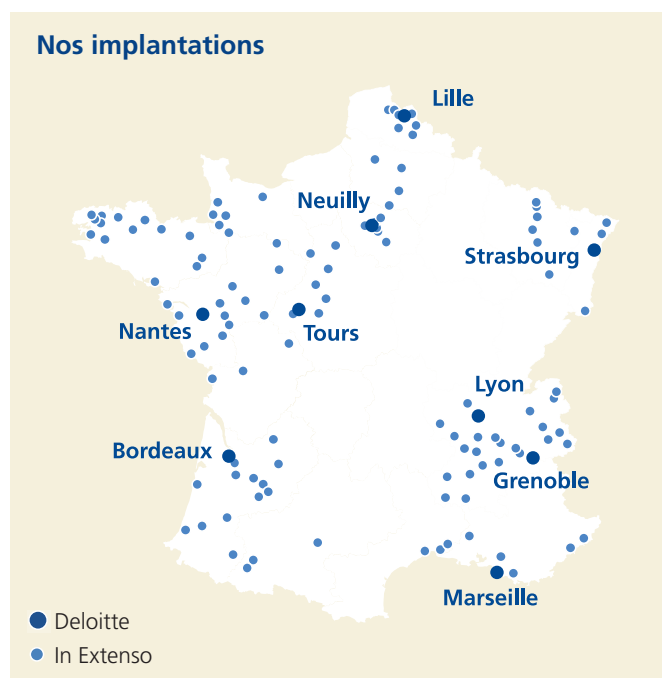 Nos implantations
Lille
Neuilly
Strasbourg
Nantes
Tours
Lyon
Bordeaux
Grenoble
Marseille
Deloitte
In Extenso